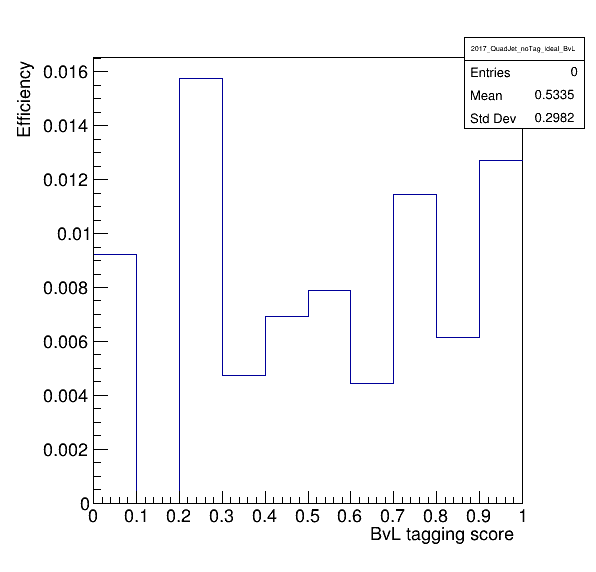 2017_QuadJet_noTag_ideal_BvL
Entries 0
Mean 0.5335
Std Dev 0.2982
Efficiency
0.016
0.014
0.012
0.01
0.008
0.006
0.004
0.002
0
0 0.1 0.2 0.3 0.4 0.5 0.6 0.7 0.8 0.9 1
BvL tagging score